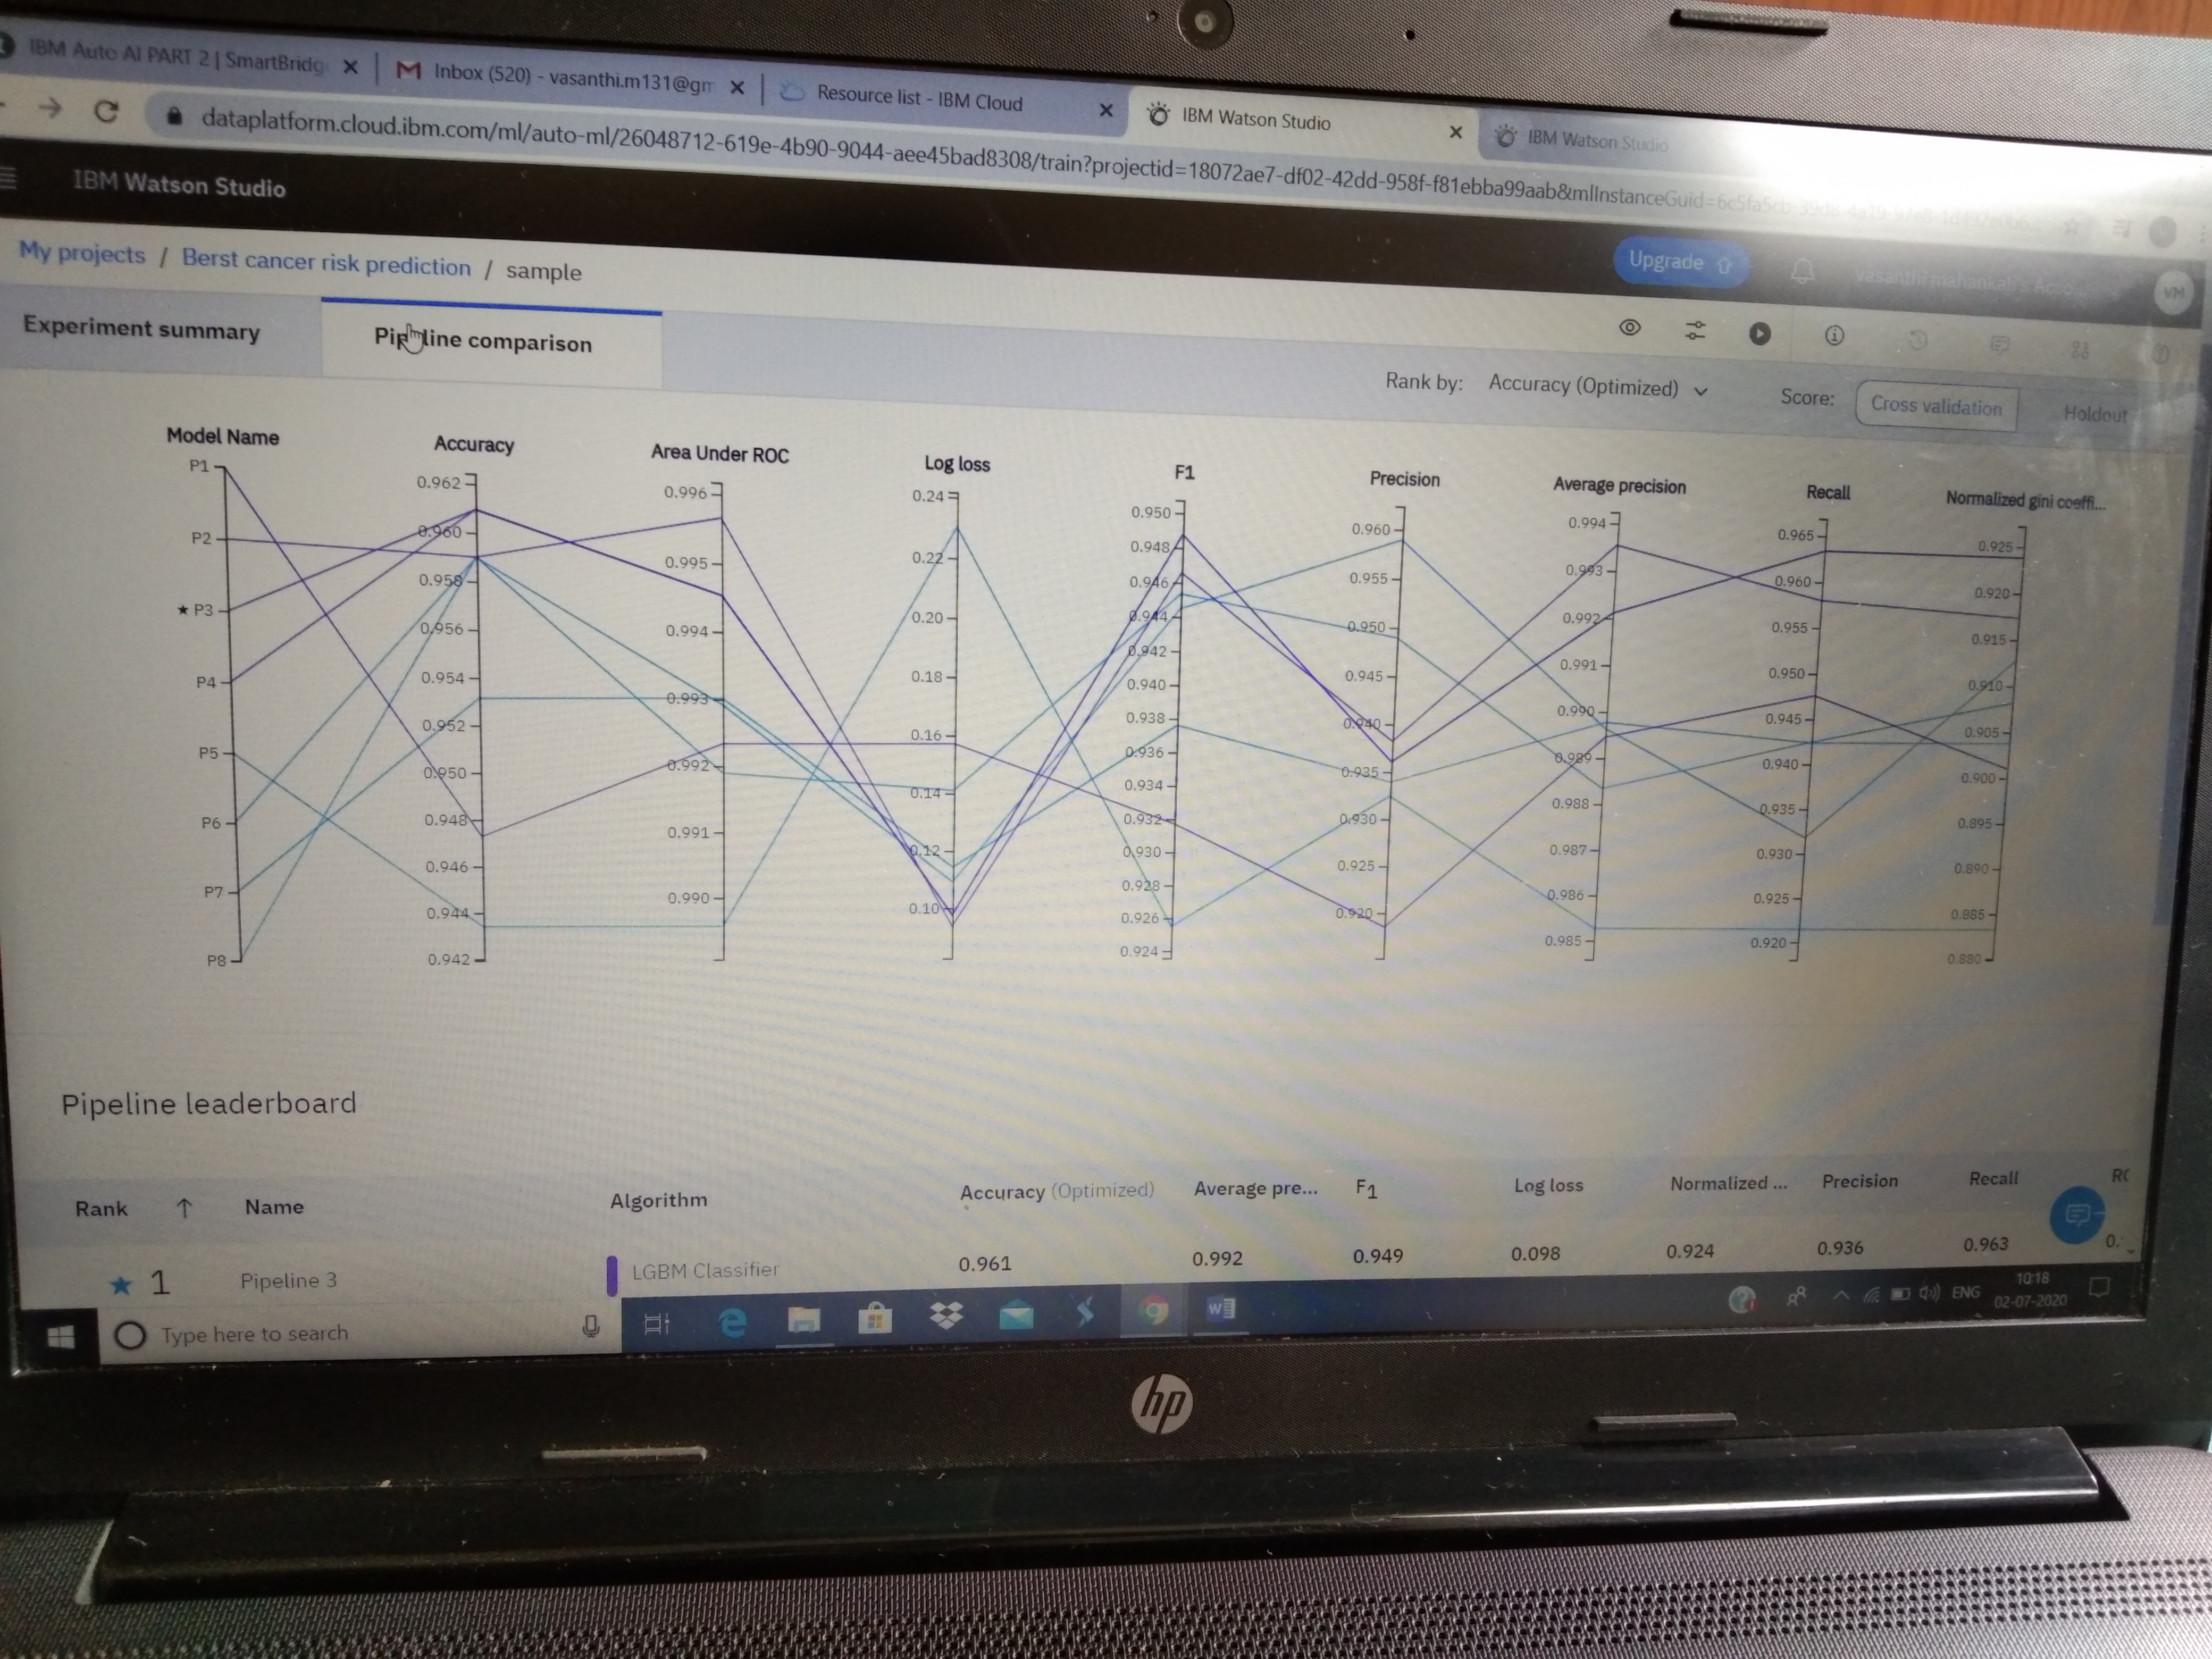 IBM Auto AI PART 2 | SmartBridg
Inbox (520) - vasanthi.m131@gm
Resource list - IBM Cloud
IBM Watson Studio
IBM Watson Studio
dataplatform.cloud.ibm.com/ml/auto-ml/26048712-619e-4b90-9044-aee45bad8308/train?projectid=18072ae7-df02-42dd-958f-f81ebba99aab&mlInstanceGuid=6c5fa5cb
IBM Watson Studio
Upgrade
vasanthi mahankali's Acco...
VM
My projects / Berst cancer risk prediction / sample
Experiment summary
Pipeline comparison
Rank by: Accuracy (Optimized)
Score: Cross validation Holdout
Model Name
P1
P2
★ P3
P4
P5
P6
P7
P8
Accuracy
0.962
0.960
0.958
0.956
0.954
0.952
0.950
0.948
0.946
0.944
0.942
Area Under ROC
0.996
0.995
0.994
0.993
0.992
0.991
0.990
Log loss
0.24
0.22
0.20
0.18
0.16
0.14
0.12
0.10
F1
0.950
0.948
0.946
0.944
0.942
0.940
0.938
0.936
0.934
0.932
0.930
0.928
0.926
0.924
Precision
0.960
0.955
0.950
0.945
0.940
0.935
0.930
0.925
0.920
Average precision
0.994
0.993
0.992
0.991
0.990
0.989
0.988
0.987
0.986
0.985
Recall
0.965
0.960
0.955
0.950
0.945
0.940
0.935
0.930
0.925
0.920
Normalized gini coeffi...
0.925
0.920
0.915
0.910
0.905
0.900
0.895
0.890
0.885
0.880
Pipeline leaderboard
Rank ↑ Name Algorithm Accuracy (Optimized) Average pre... F1 Log loss Normalized ... Precision Recall RO
★ 1 Pipeline 3 LGBM Classifier 0.961 0.992 0.949 0.098 0.924 0.936 0.963 0.
Type here to search
W
ENG
10:18
02-07-2020
hp